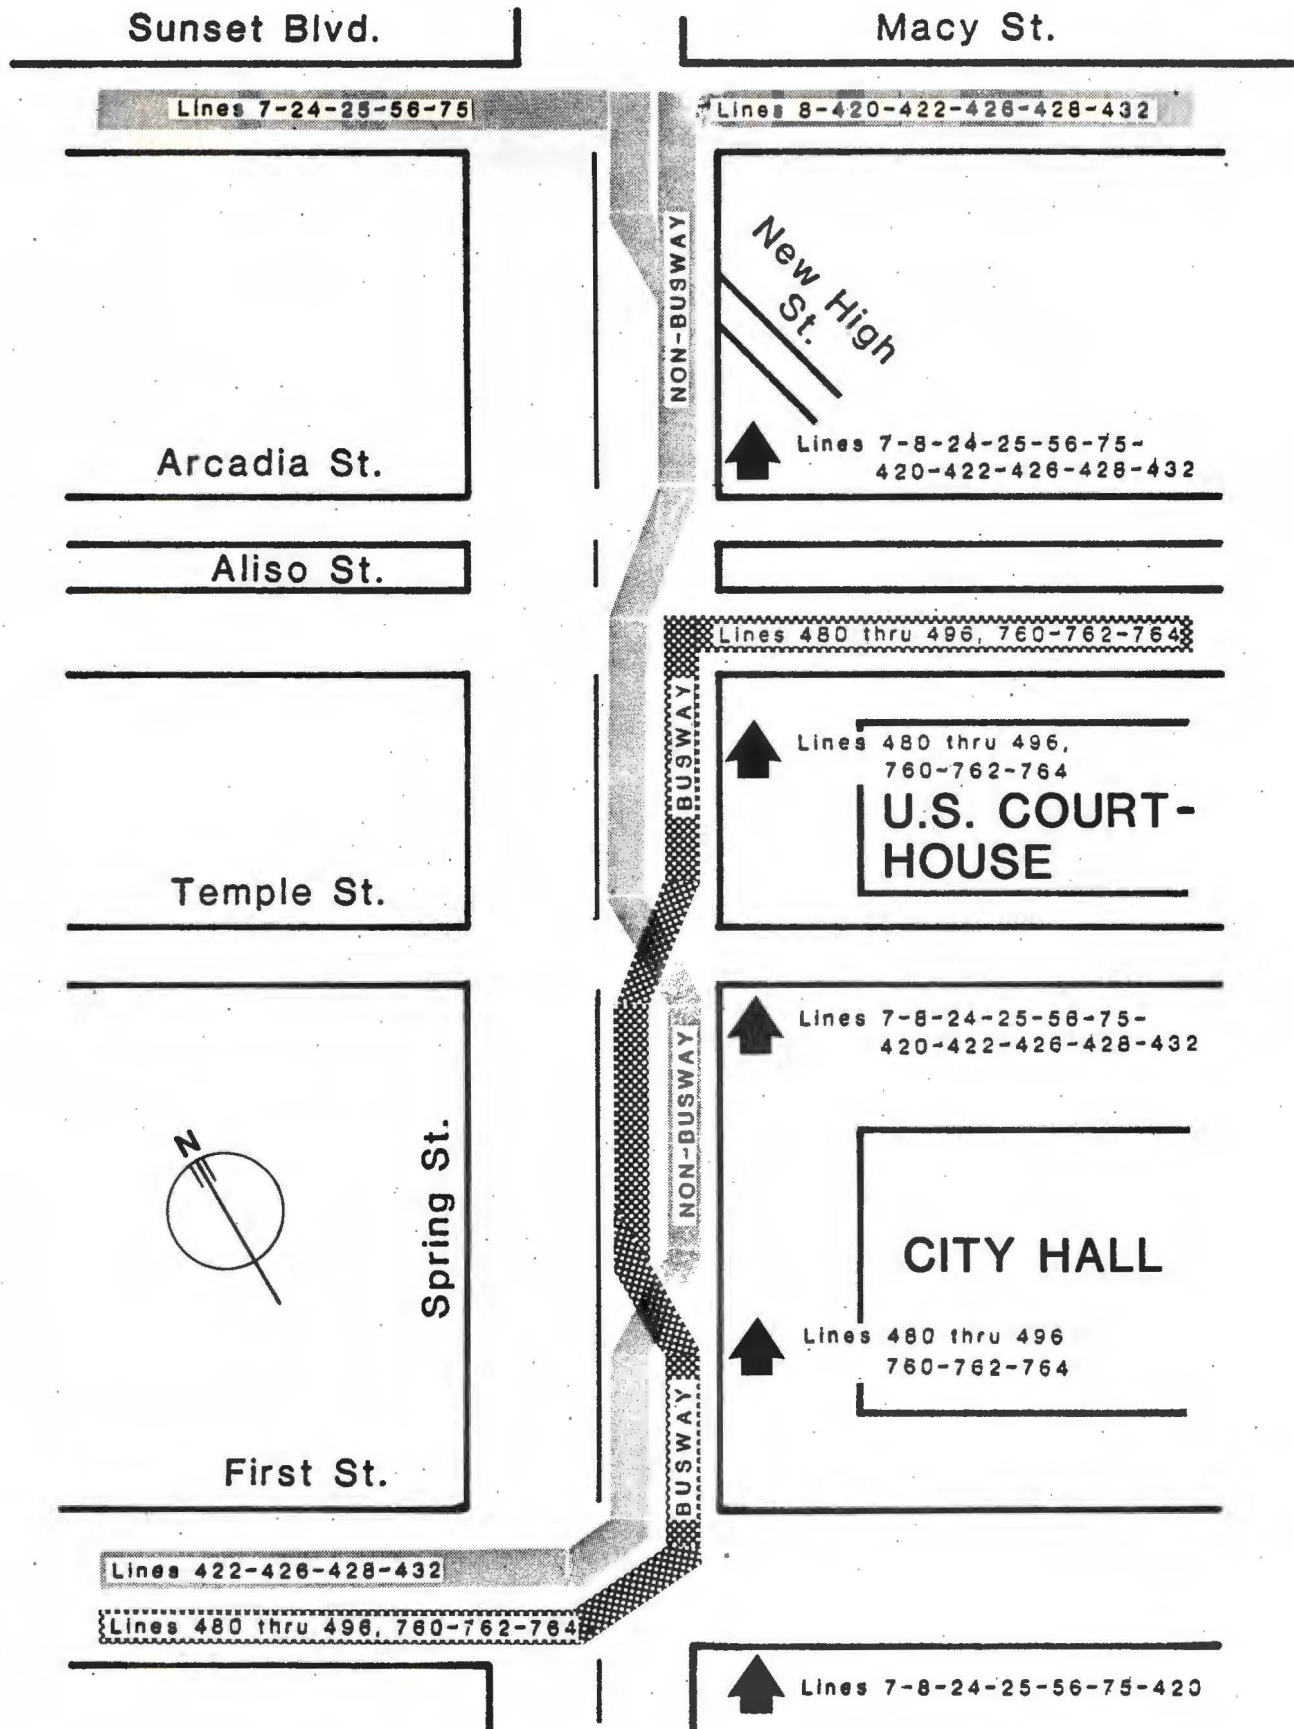 Sunset Blvd.
Macy St.
Lines 7-24-25-56-75
Lines 8-420-422-426-428-432
NON-BUSWAY
New High
St.
Arcadia St.
Lines 7-8-24-25-56-75-
420-422-426-428-432
Aliso St.
Lines 480 thru 496, 760-762-764
BUSWAY
Lines 480 thru 496,
760-762-764
U.S. COURT-
HOUSE
Temple St.
Lines 7-8-24-25-56-75-
420-422-426-428-432
NON-BUSWAY
N
Spring St.
CITY HALL
Lines 480 thru 496
760-762-764
BUSWAY
First St.
Lines 422-426-428-432
Lines 480 thru 496, 760-762-764
Lines 7-8-24-25-56-75-420